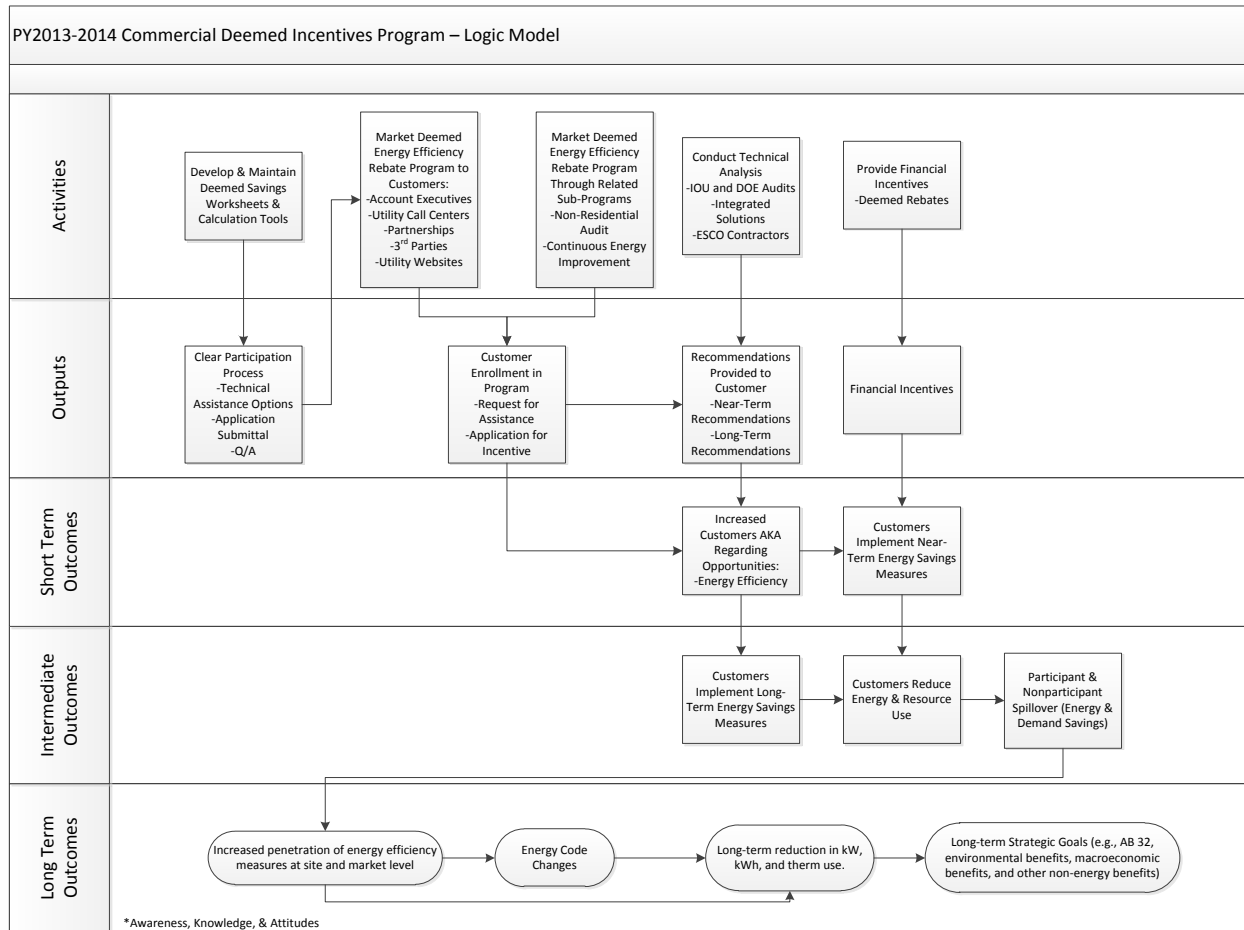 PY2013-2014 Commercial Deemed Incentives Program – Logic Model
Activities
Develop & Maintain
Deemed Savings
Worksheets &
Calculation Tools
Market Deemed
Energy Efficiency
Rebate Program to
Customers:
-Account Executives
-Utility Call Centers
-Partnerships
-3rd Parties
-Utility Websites
Market Deemed
Energy Efficiency
Rebate Program
Through Related
Sub-Programs
-Non-Residential
Audit
-Continuous Energy
Improvement
Conduct Technical
Analysis
-IOU and DOE Audits
-Integrated
Solutions
-ESCO Contractors
Provide Financial
Incentives
-Deemed Rebates
Outputs
Clear Participation
Process
-Technical
Assistance Options
-Application
Submittal
-Q/A
Customer
Enrollment in
Program
-Request for
Assistance
-Application for
Incentive
Recommendations
Provided to
Customer
-Near-Term
Recommendations
-Long-Term
Recommendations
Financial Incentives
Short Term
Outcomes
Increased
Customers AKA
Regarding
Opportunities:
-Energy Efficiency
Customers
Implement Near-
Term Energy Savings
Measures
Intermediate
Outcomes
Customers
Implement Long-
Term Energy Savings
Measures
Customers Reduce
Energy & Resource
Use
Participant &
Nonparticipant
Spillover (Energy &
Demand Savings)
Long Term
Outcomes
Increased penetration of energy efficiency
measures at site and market level
Energy Code
Changes
Long-term reduction in kW,
kWh, and therm use.
Long-term Strategic Goals (e.g., AB 32,
environmental benefits, macroeconomic
benefits, and other non-energy benefits)
*Awareness, Knowledge, & Attitudes